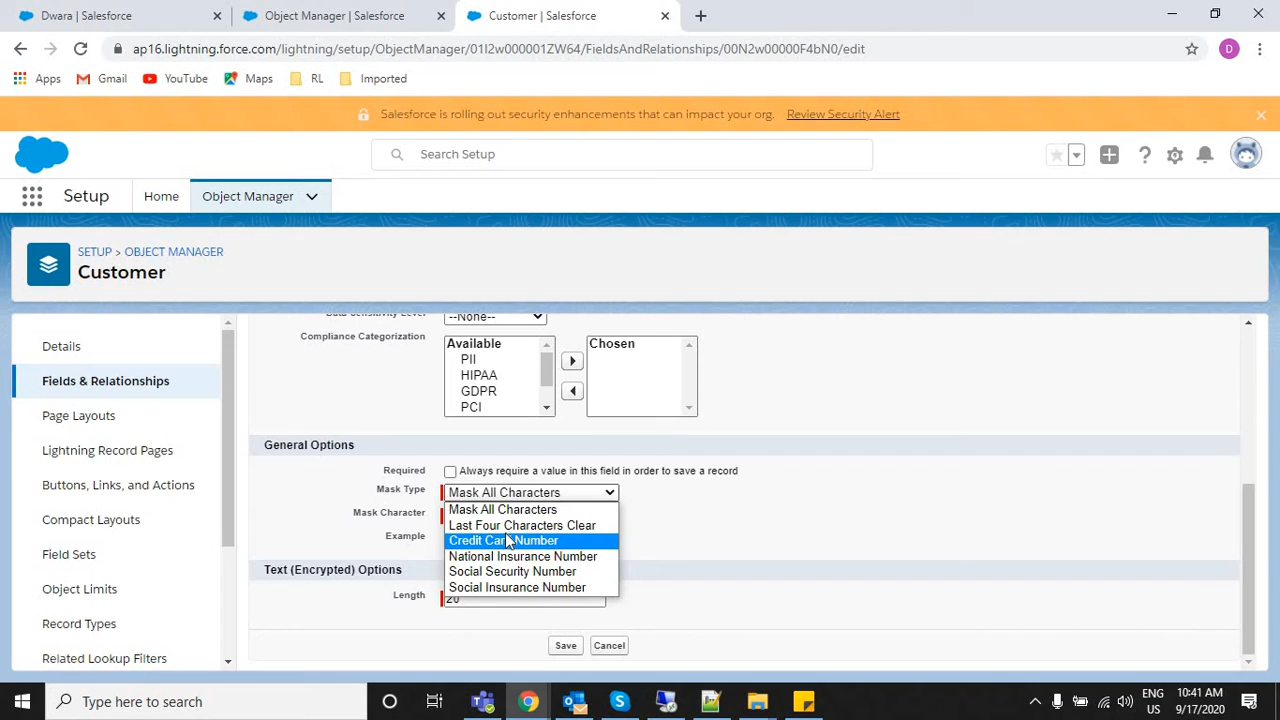 Dwara | Salesforce
Object Manager | Salesforce
Customer | Salesforce
ap16.lightning.force.com/lightning/setup/ObjectManager/01I2w000001ZW64/FieldsAndRelationships/00N2w00000F4bN0/edit
D
Apps
Gmail
YouTube
Maps
RL
Imported
Salesforce is rolling out security enhancements that can impact your org. Review Security Alert
Search Setup
Setup
Home
Object Manager
SETUP > OBJECT MANAGER
Customer
Details
Fields & Relationships
Page Layouts
Lightning Record Pages
Buttons, Links, and Actions
Compact Layouts
Field Sets
Object Limits
Record Types
Related Lookup Filters
Data Sensitivity Level
--None--
Compliance Categorization
Available
PII
HIPAA
GDPR
PCI
Chosen
General Options
Required
Always require a value in this field in order to save a record
Mask Type
Mask All Characters
Mask Character
Example
Mask All Characters
Last Four Characters Clear
Credit Card Number
National Insurance Number
Social Security Number
Social Insurance Number
Text (Encrypted) Options
Length
20
Save
Cancel
Type here to search
ENG
US
10:41 AM
9/17/2020